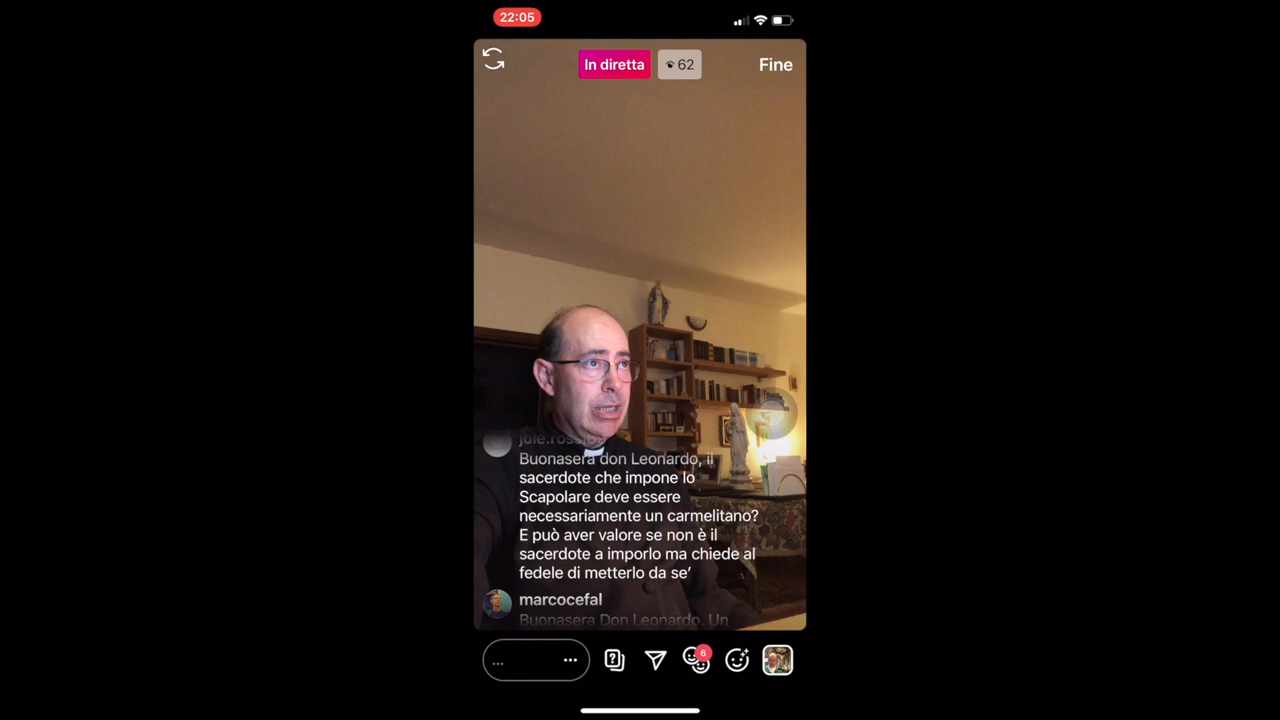 22:05
In diretta
62
Fine
joie.rossi69
Buonasera don Leonardo, il
sacerdote che impone lo
Scapolare deve essere
necessariamente un carmelitano?
E può aver valore se non è il
sacerdote a imporlo ma chiede al
fedele di metterlo da se'
marcocefal
Buonasera Don Leonardo. Un
...
6